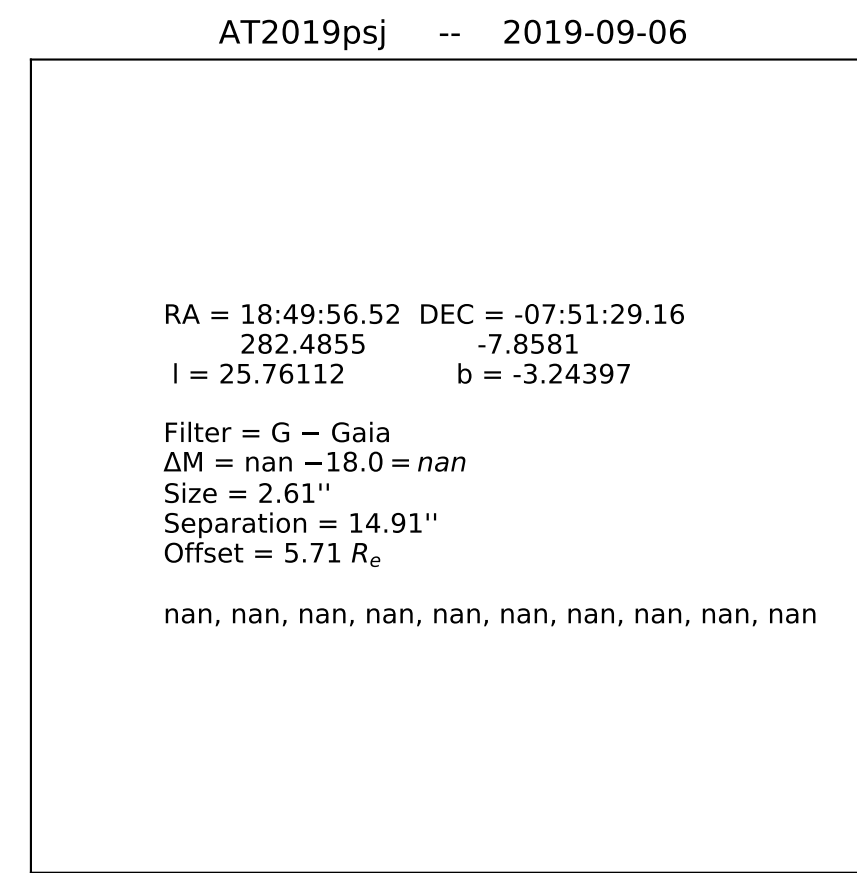 AT2019psj -- 2019-09-06
RA = 18:49:56.52 DEC = -07:51:29.16
282.4855 -7.8581
l = 25.76112 b = -3.24397
Filter = G − Gaia
ΔM = nan −18.0 = nan
Size = 2.61''
Separation = 14.91''
Offset = 5.71 Rₑ
nan, nan, nan, nan, nan, nan, nan, nan, nan, nan